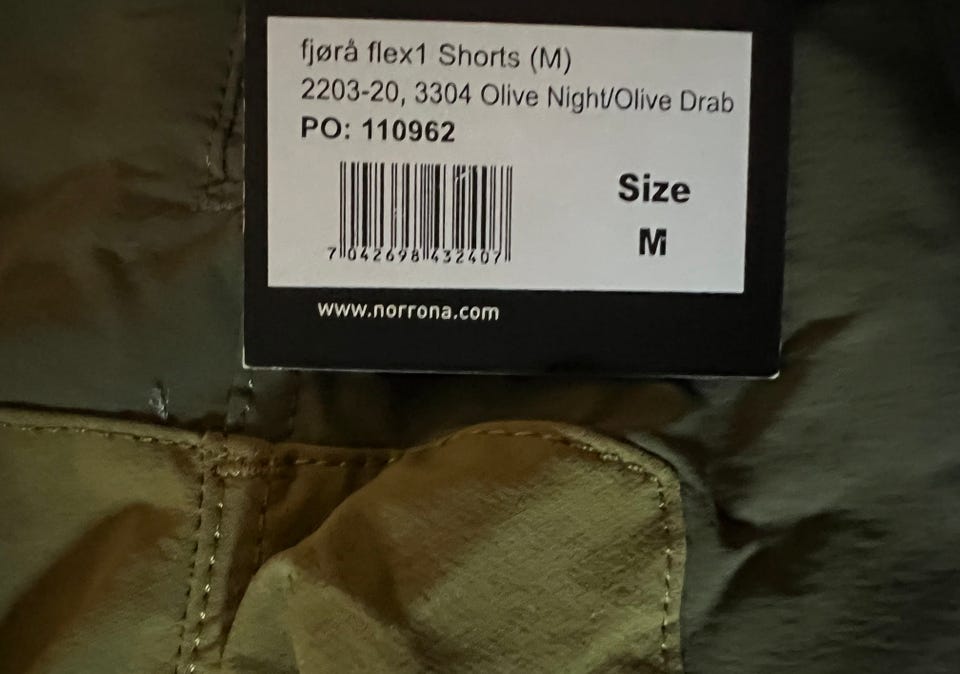 fjørå flex1 Shorts (M)
2203-20, 3304 Olive Night/Olive Drab
PO: 110962
Size
M
7 042698 432407
www.norrona.com